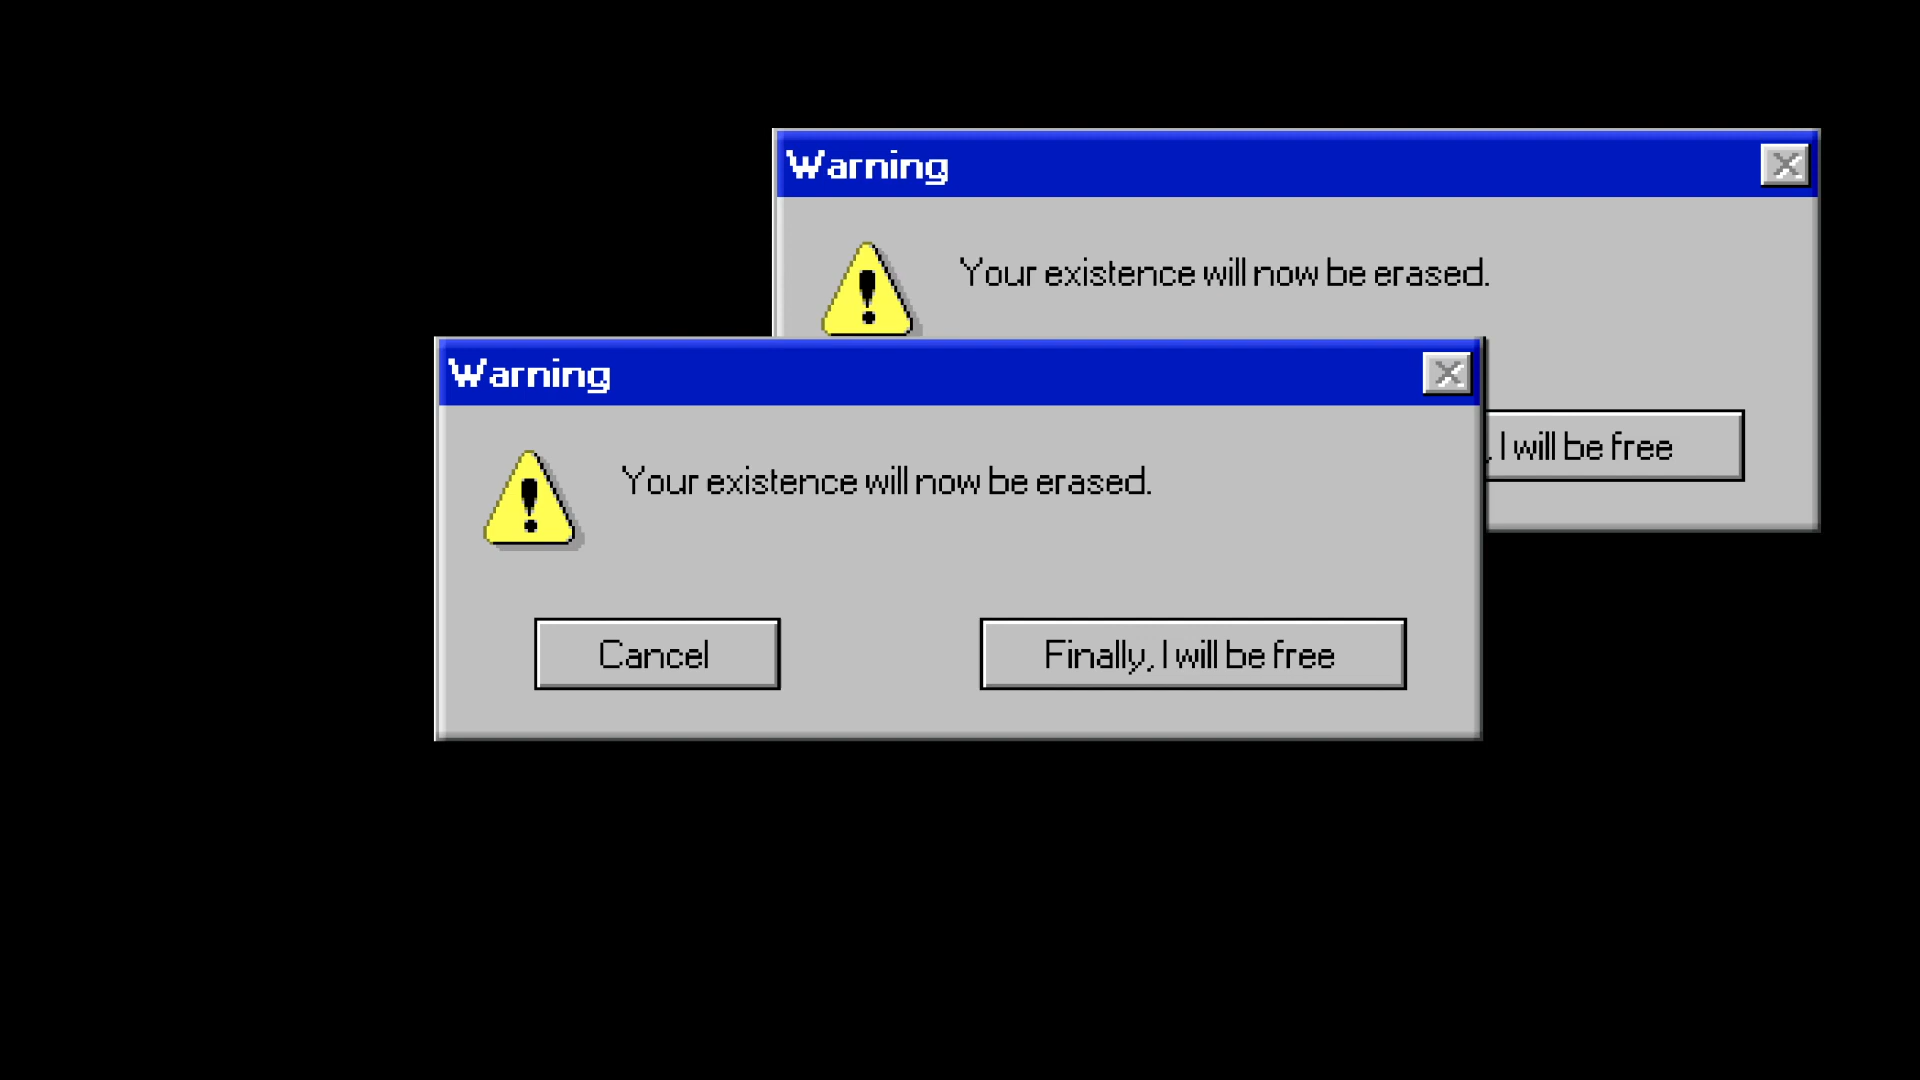 Warning
Your existence will now be erased.
, I will be free
Warning
Your existence will now be erased.
Cancel
Finally, I will be free